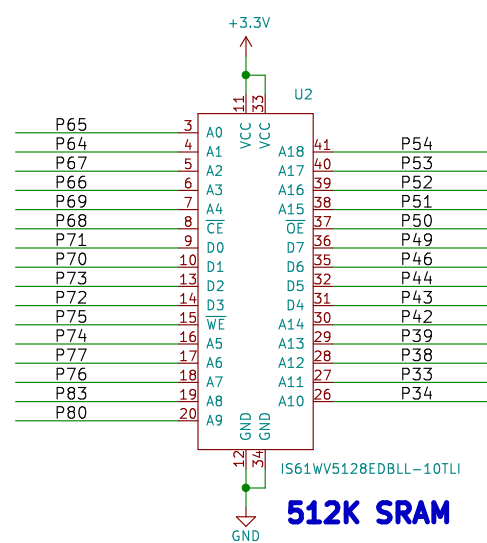 +3.3V
U2
11 33
VCC VCC
P65 3 A0
P64 4 A1 A18 41 P54
P67 5 A2 A17 40 P53
P66 6 A3 A16 39 P52
P69 7 A4 A15 38 P51
P68 8 CE OE 37 P50
P71 9 D0 D7 36 P49
P70 10 D1 D6 35 P46
P73 13 D2 D5 32 P44
P72 14 D3 D4 31 P43
P75 15 WE A14 30 P42
P74 16 A5 A13 29 P39
P77 17 A6 A12 28 P38
P76 18 A7 A11 27 P33
P83 19 A8 A10 26 P34
P80 20 A9
GND GND
12 34
IS61WV5128EDBLL-10TLI
512K SRAM
GND